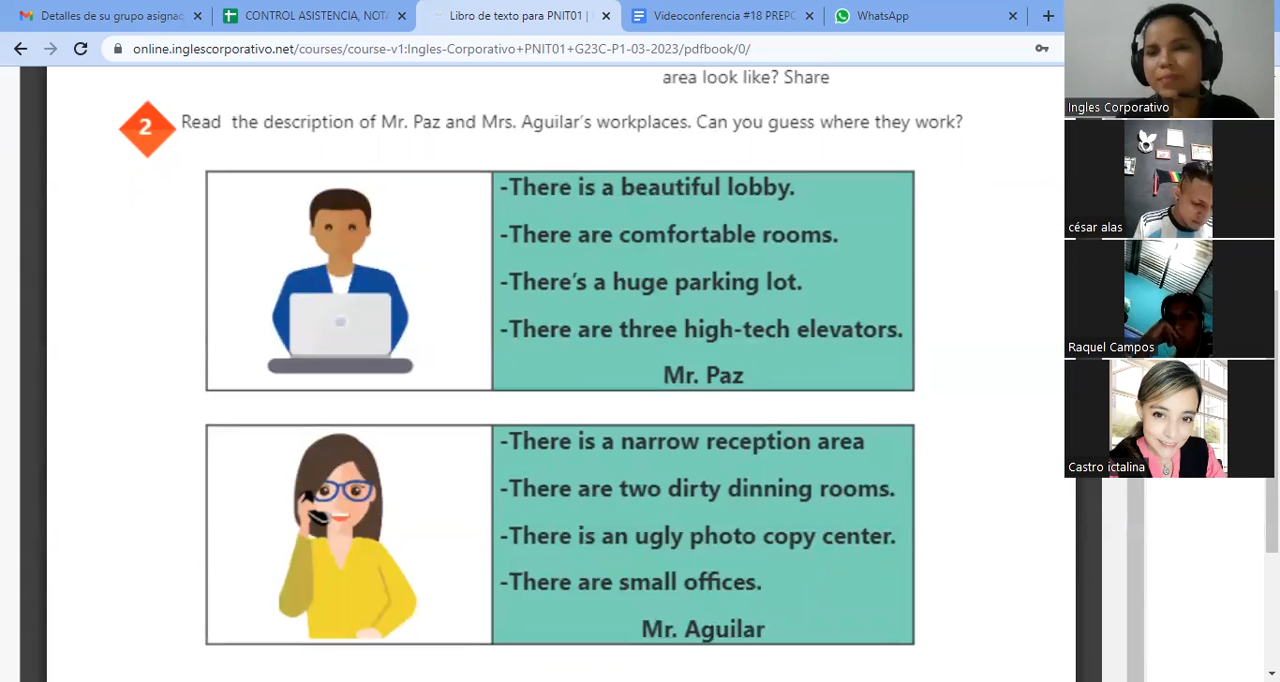 Detalles de su grupo asignac
CONTROL ASISTENCIA, NOTA
Libro de texto para PNIT01 |
Videoconferencia #18 PREPC
WhatsApp
online.inglescorporativo.net/courses/course-v1:Ingles-Corporativo+PNIT01+G23C-P1-03-2023/pdfbook/0/
area look like? Share
2 Read the description of Mr. Paz and Mrs. Aguilar´s workplaces. Can you guess where they work?
-There is a beautiful lobby.
-There are comfortable rooms.
-There´s a huge parking lot.
-There are three high-tech elevators.
Mr. Paz
-There is a narrow reception area
-There are two dirty dinning rooms.
-There is an ugly photo copy center.
-There are small offices.
Mr. Aguilar
Ingles Corporativo
césar alas
Raquel Campos
Castro ictalina